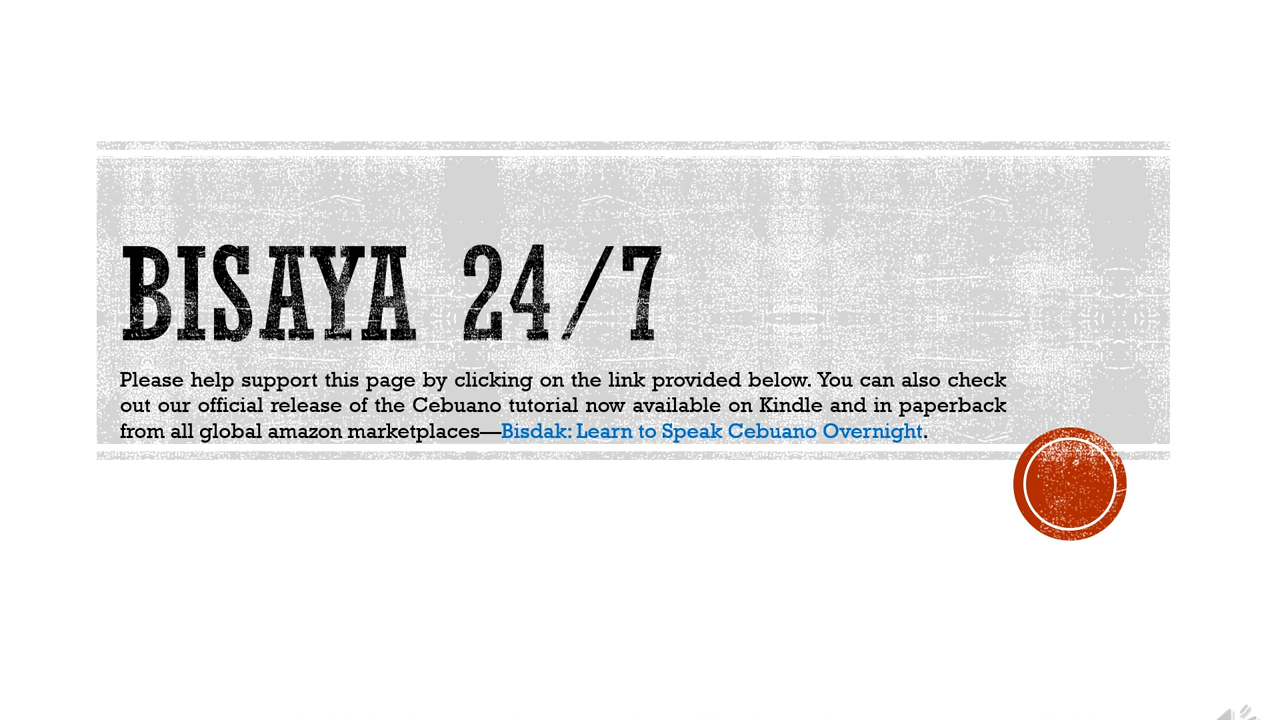 BISAYA 24/7
Please help support this page by clicking on the link provided below. You can also check
out our official release of the Cebuano tutorial now available on Kindle and in paperback
from all global amazon marketplaces—Bisdak: Learn to Speak Cebuano Overnight.